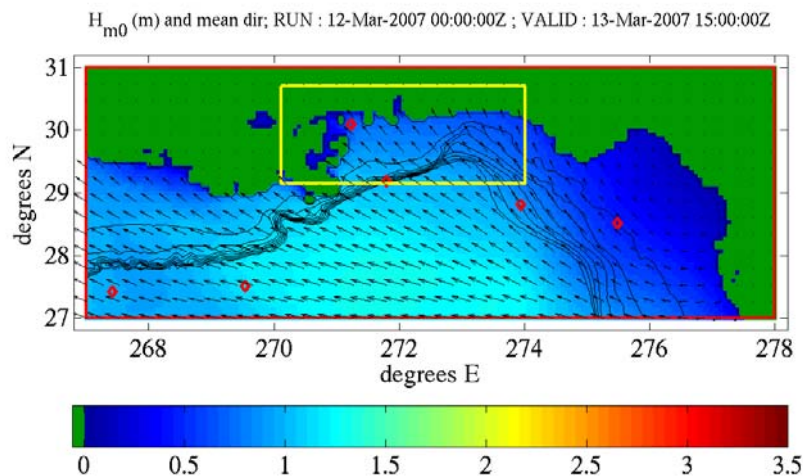 H_m0 (m) and mean dir; RUN : 12-Mar-2007 00:00:00Z ; VALID : 13-Mar-2007 15:00:00Z
31
30
29
28
27
degrees N
268 270 272 274 276 278
degrees E
0 0.5 1 1.5 2 2.5 3 3.5